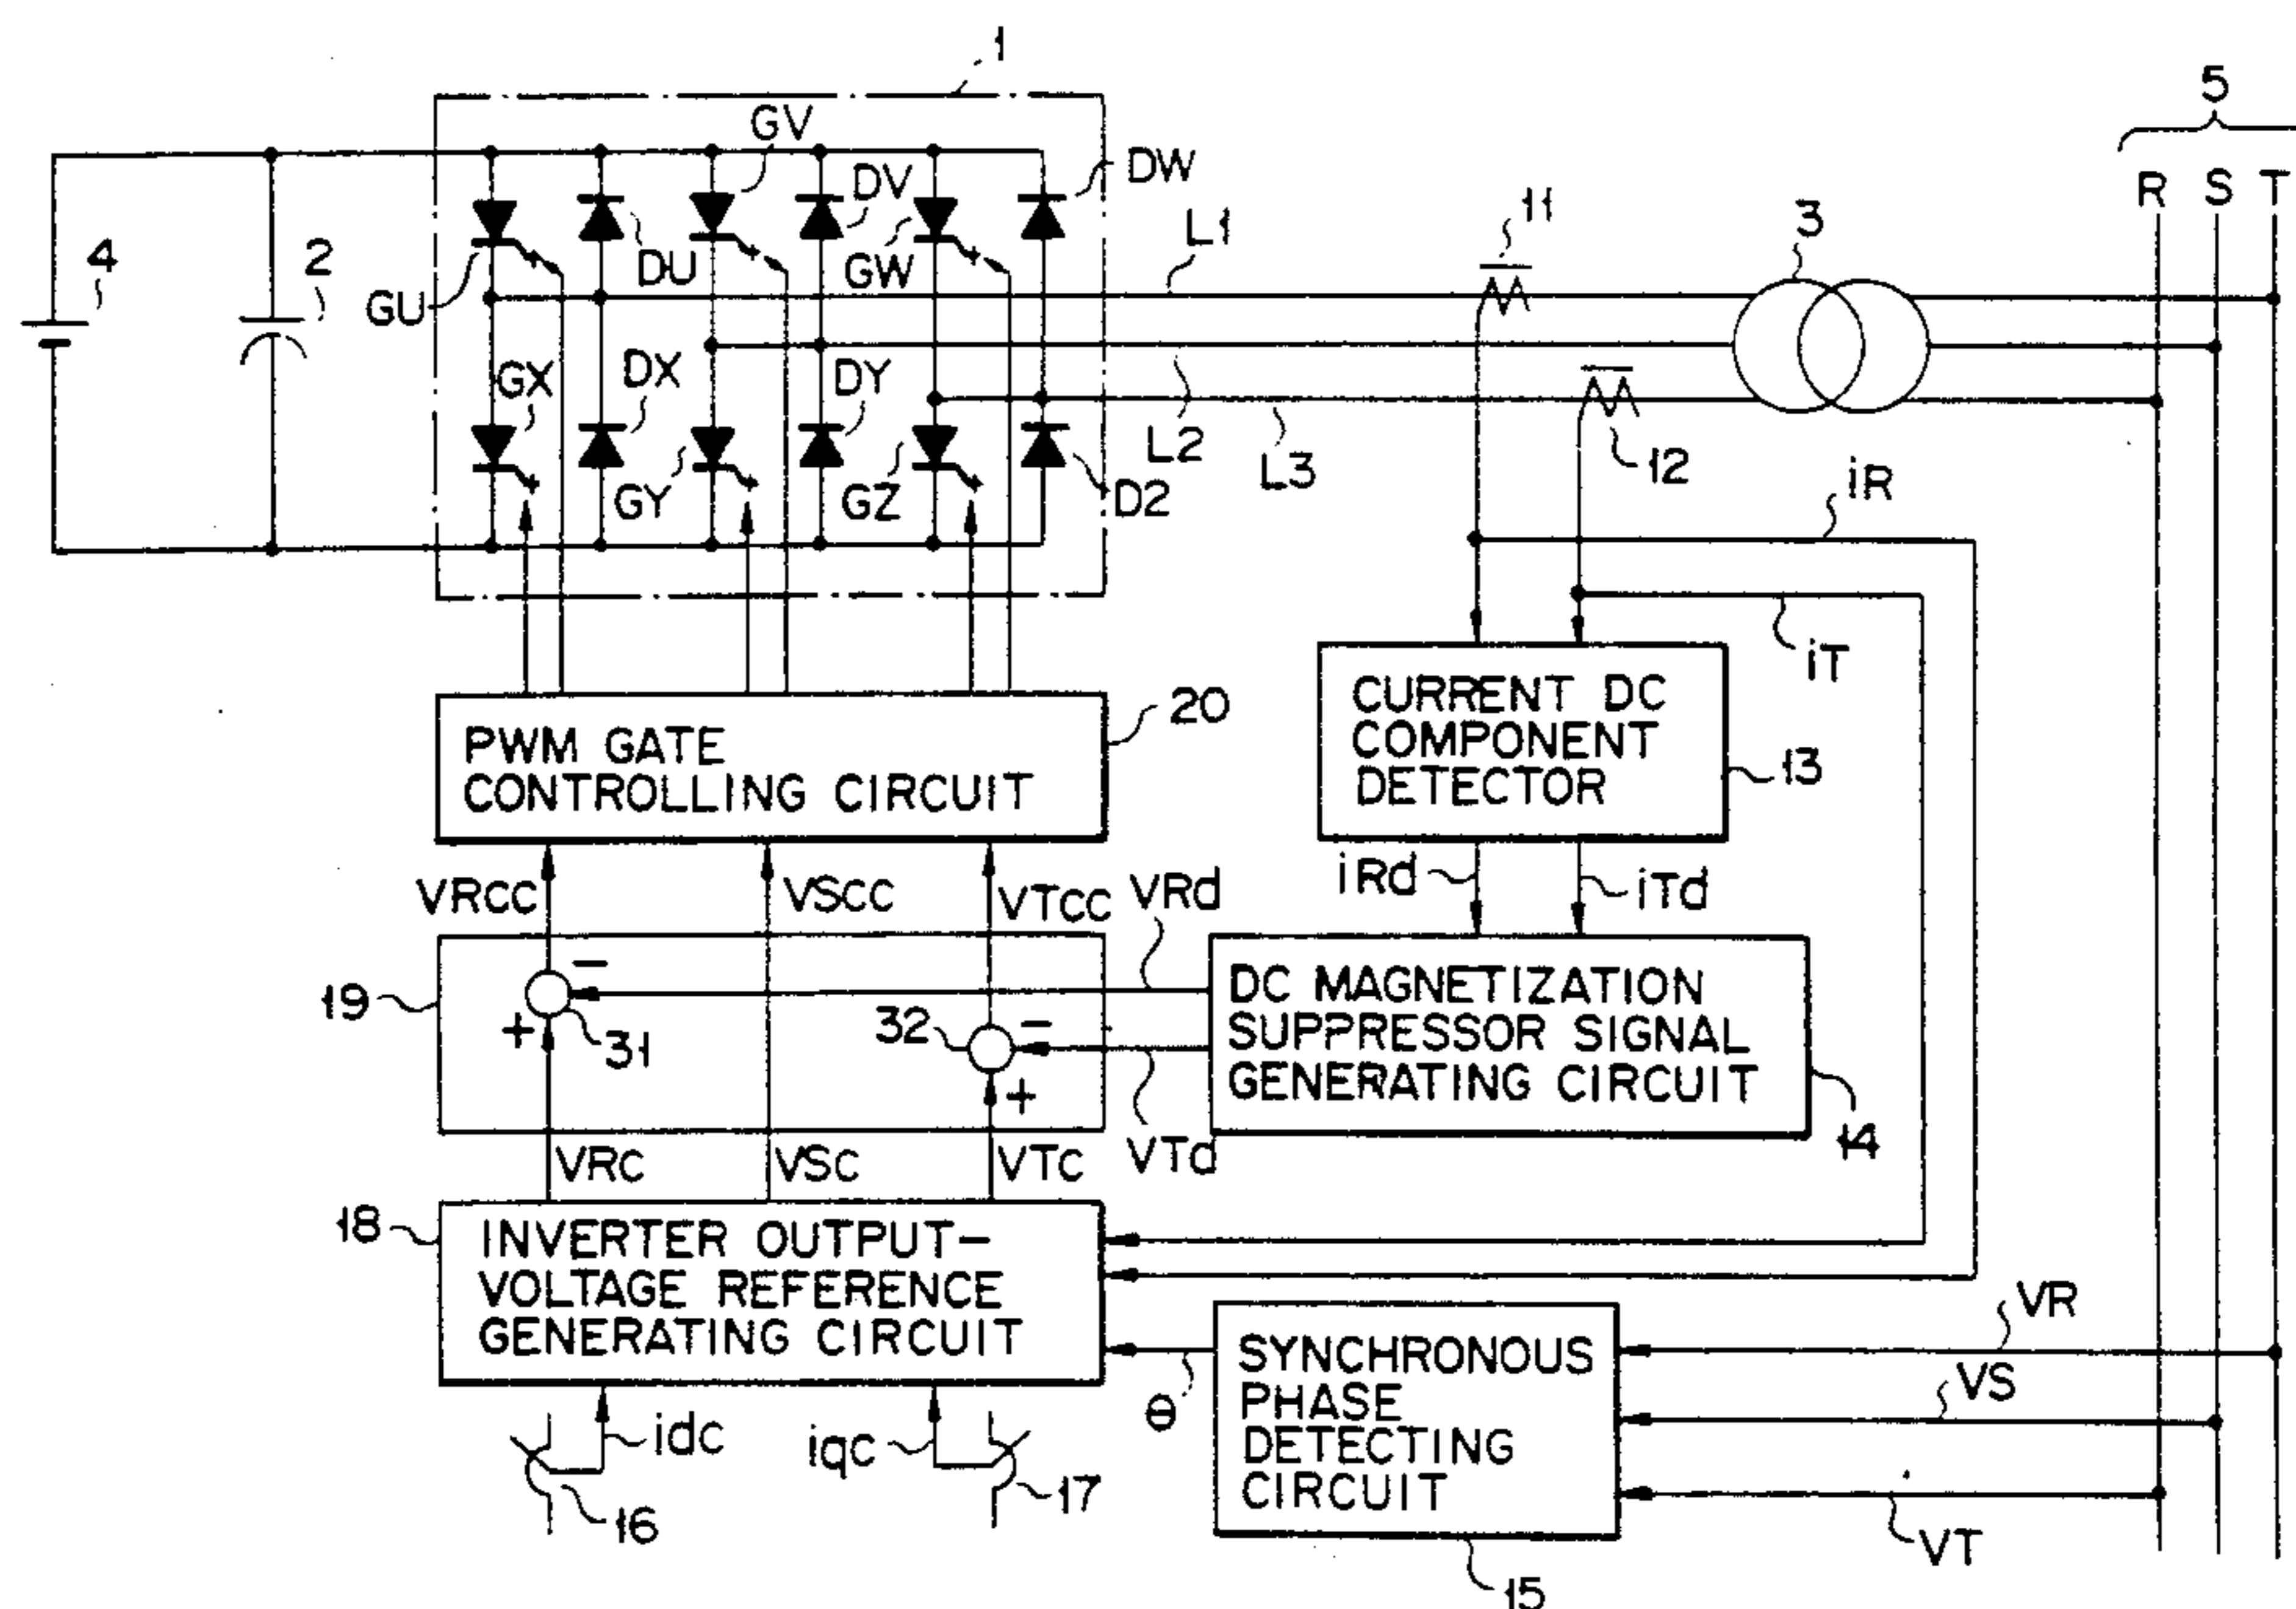 1
5
GV
DW
DV
R S T
4
2
DU
GW
L1
11
3
GU
GX
DX
DY
L2
L3
12
GY
GZ
D2
iR
iT
PWM GATE
CONTROLLING CIRCUIT
20
CURRENT DC
COMPONENT
DETECTOR
13
VRCC
VSCC
VTCC
VRd
iRd
iTd
19
31
32
DC MAGNETIZATION
SUPPRESSOR SIGNAL
GENERATING CIRCUIT
14
VRC
VSC
VTC
VTd
18
INVERTER OUTPUT-
VOLTAGE REFERENCE
GENERATING CIRCUIT
θ
SYNCHRONOUS
PHASE
DETECTING
CIRCUIT
15
VR
VS
VT
idc
iqc
16
17